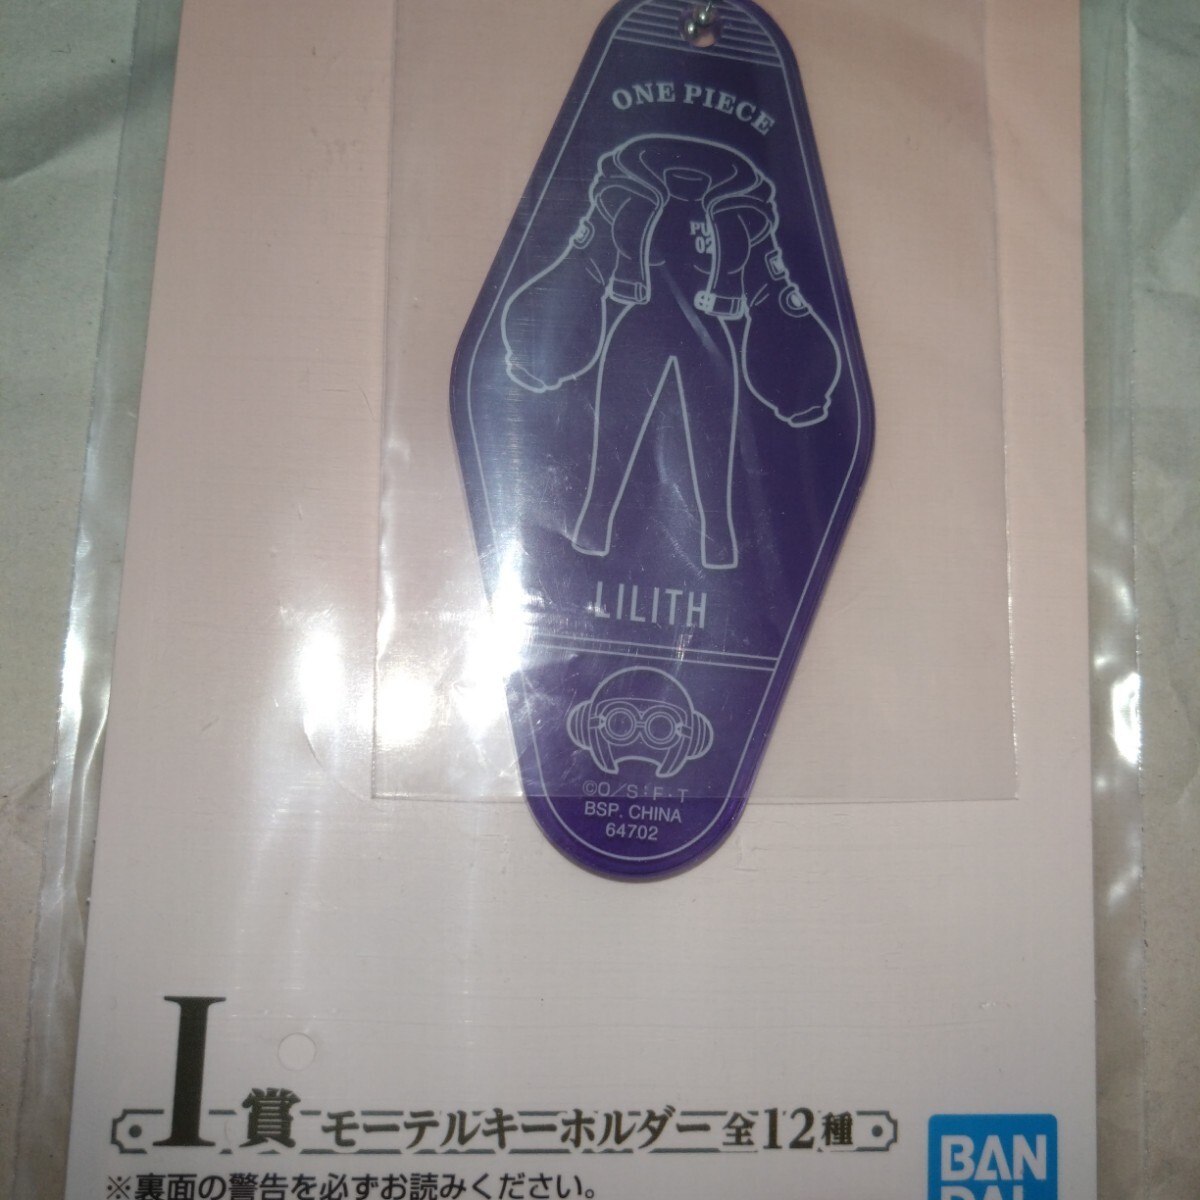 ONE PIECE
PU
02
LILITH
©O/S・F・T
BSP. CHINA
64702
I賞 モーテルキーホルダー 全12種
※裏面の警告を必ずお読みください。
BAN
DAI